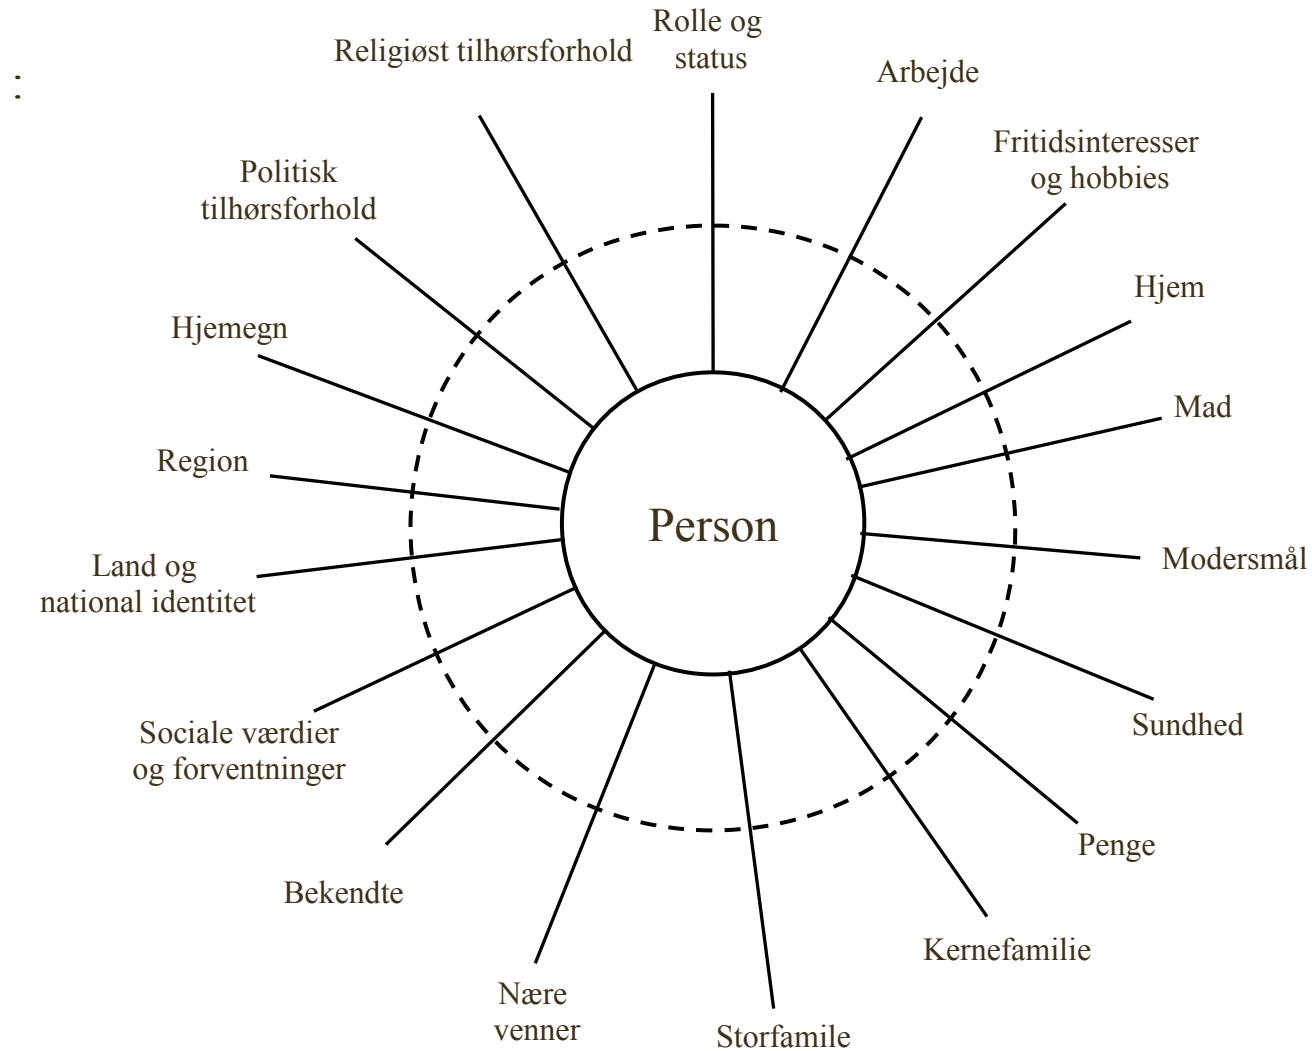 :
Rolle og
status
Religiøst tilhørsforhold
Arbejde
Fritidsinteresser
og hobbies
Politisk
tilhørsforhold
Hjem
Hjemegn
Mad
Region
Person
Modersmål
Land og
national identitet
Sundhed
Sociale værdier
og forventninger
Penge
Bekendte
Kernefamilie
Nære
venner
Storfamile